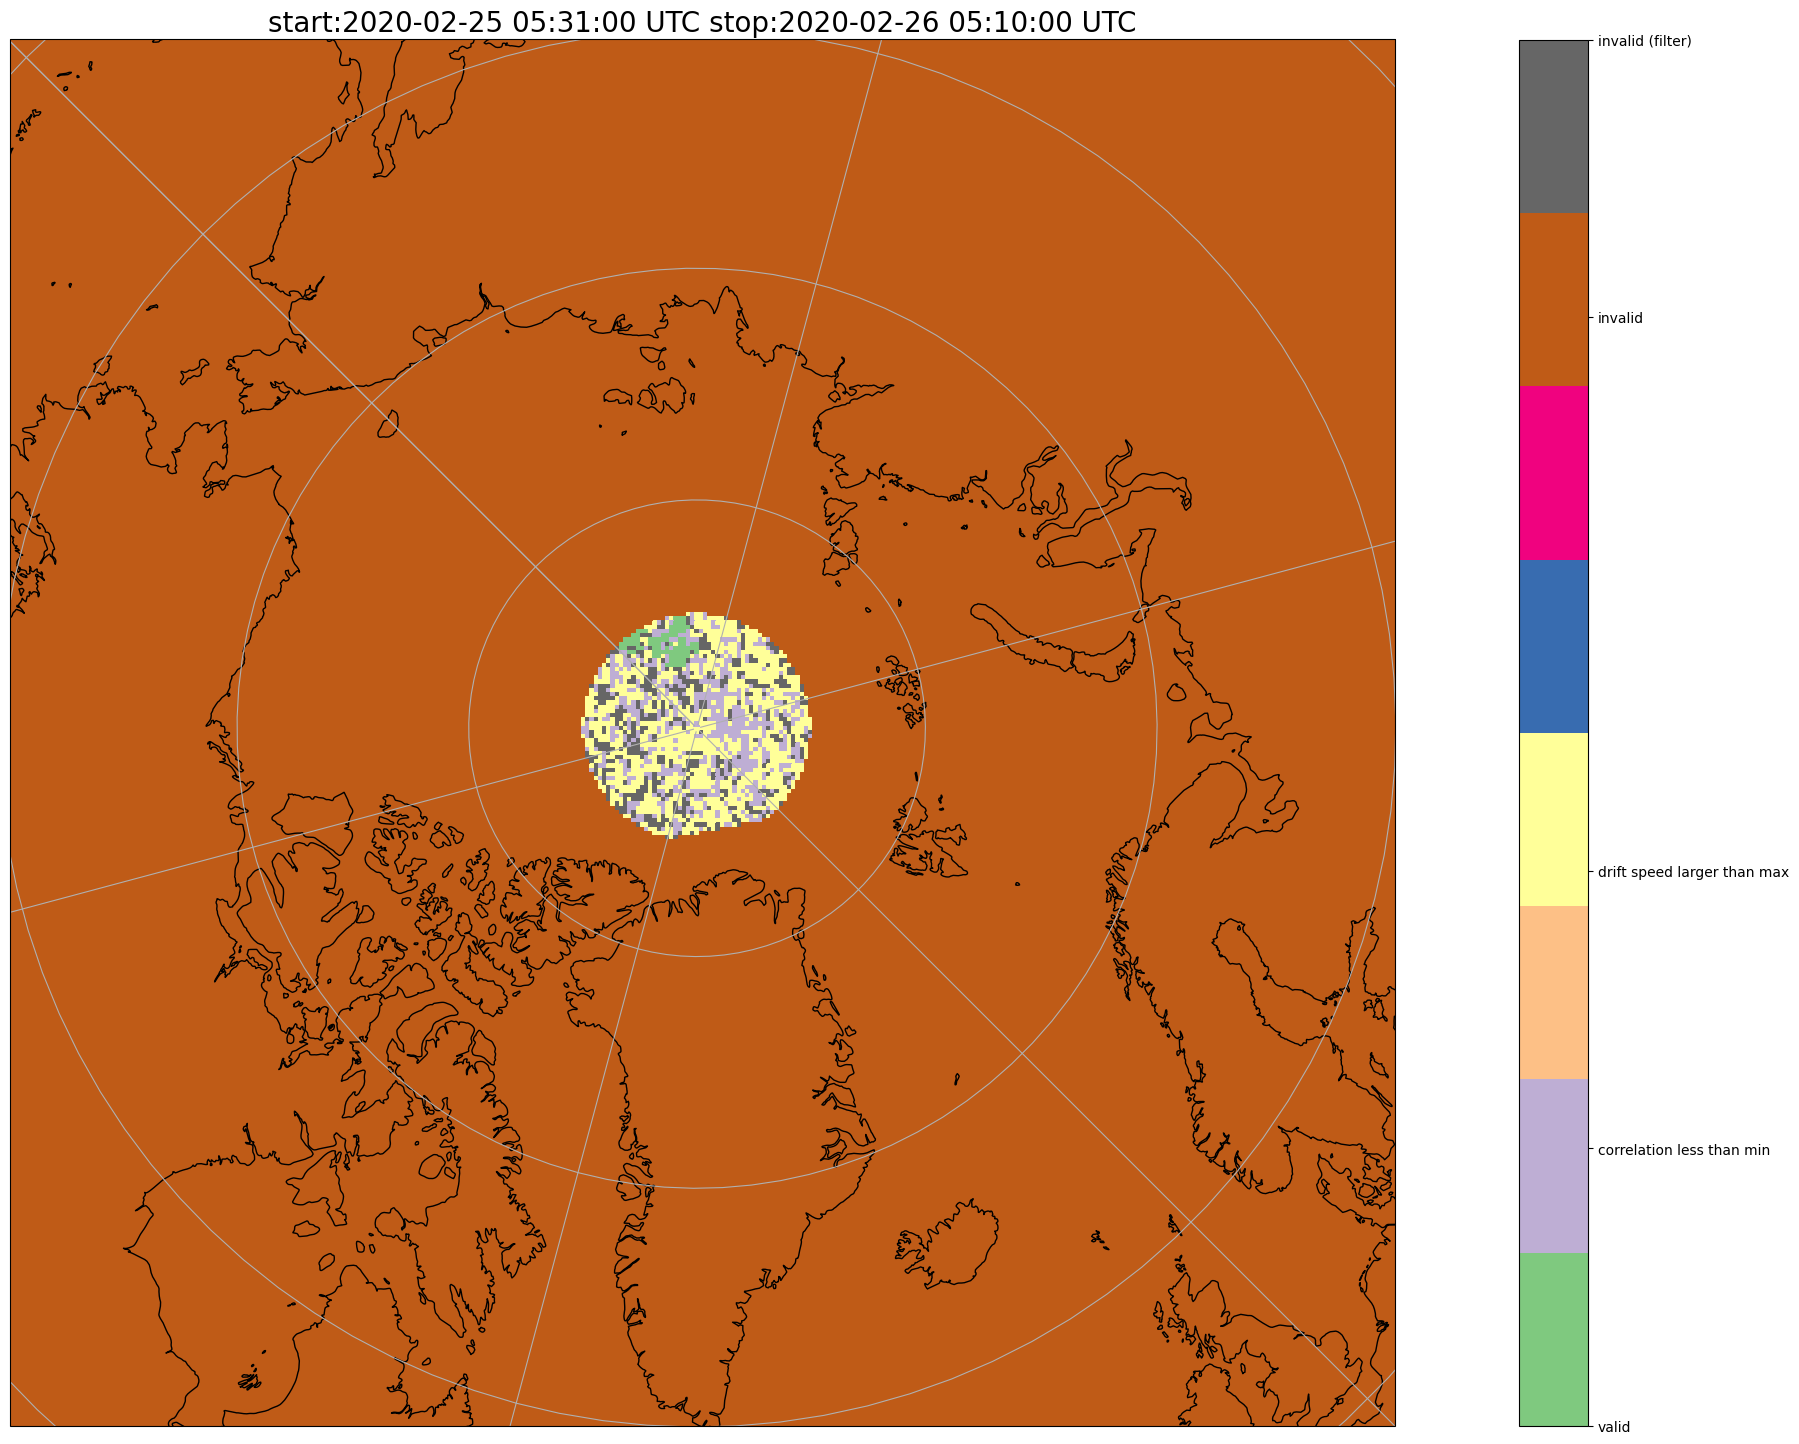 start:2020-02-25 05:31:00 UTC stop:2020-02-26 05:10:00 UTC
invalid (filter)
invalid
drift speed larger than max
correlation less than min
valid